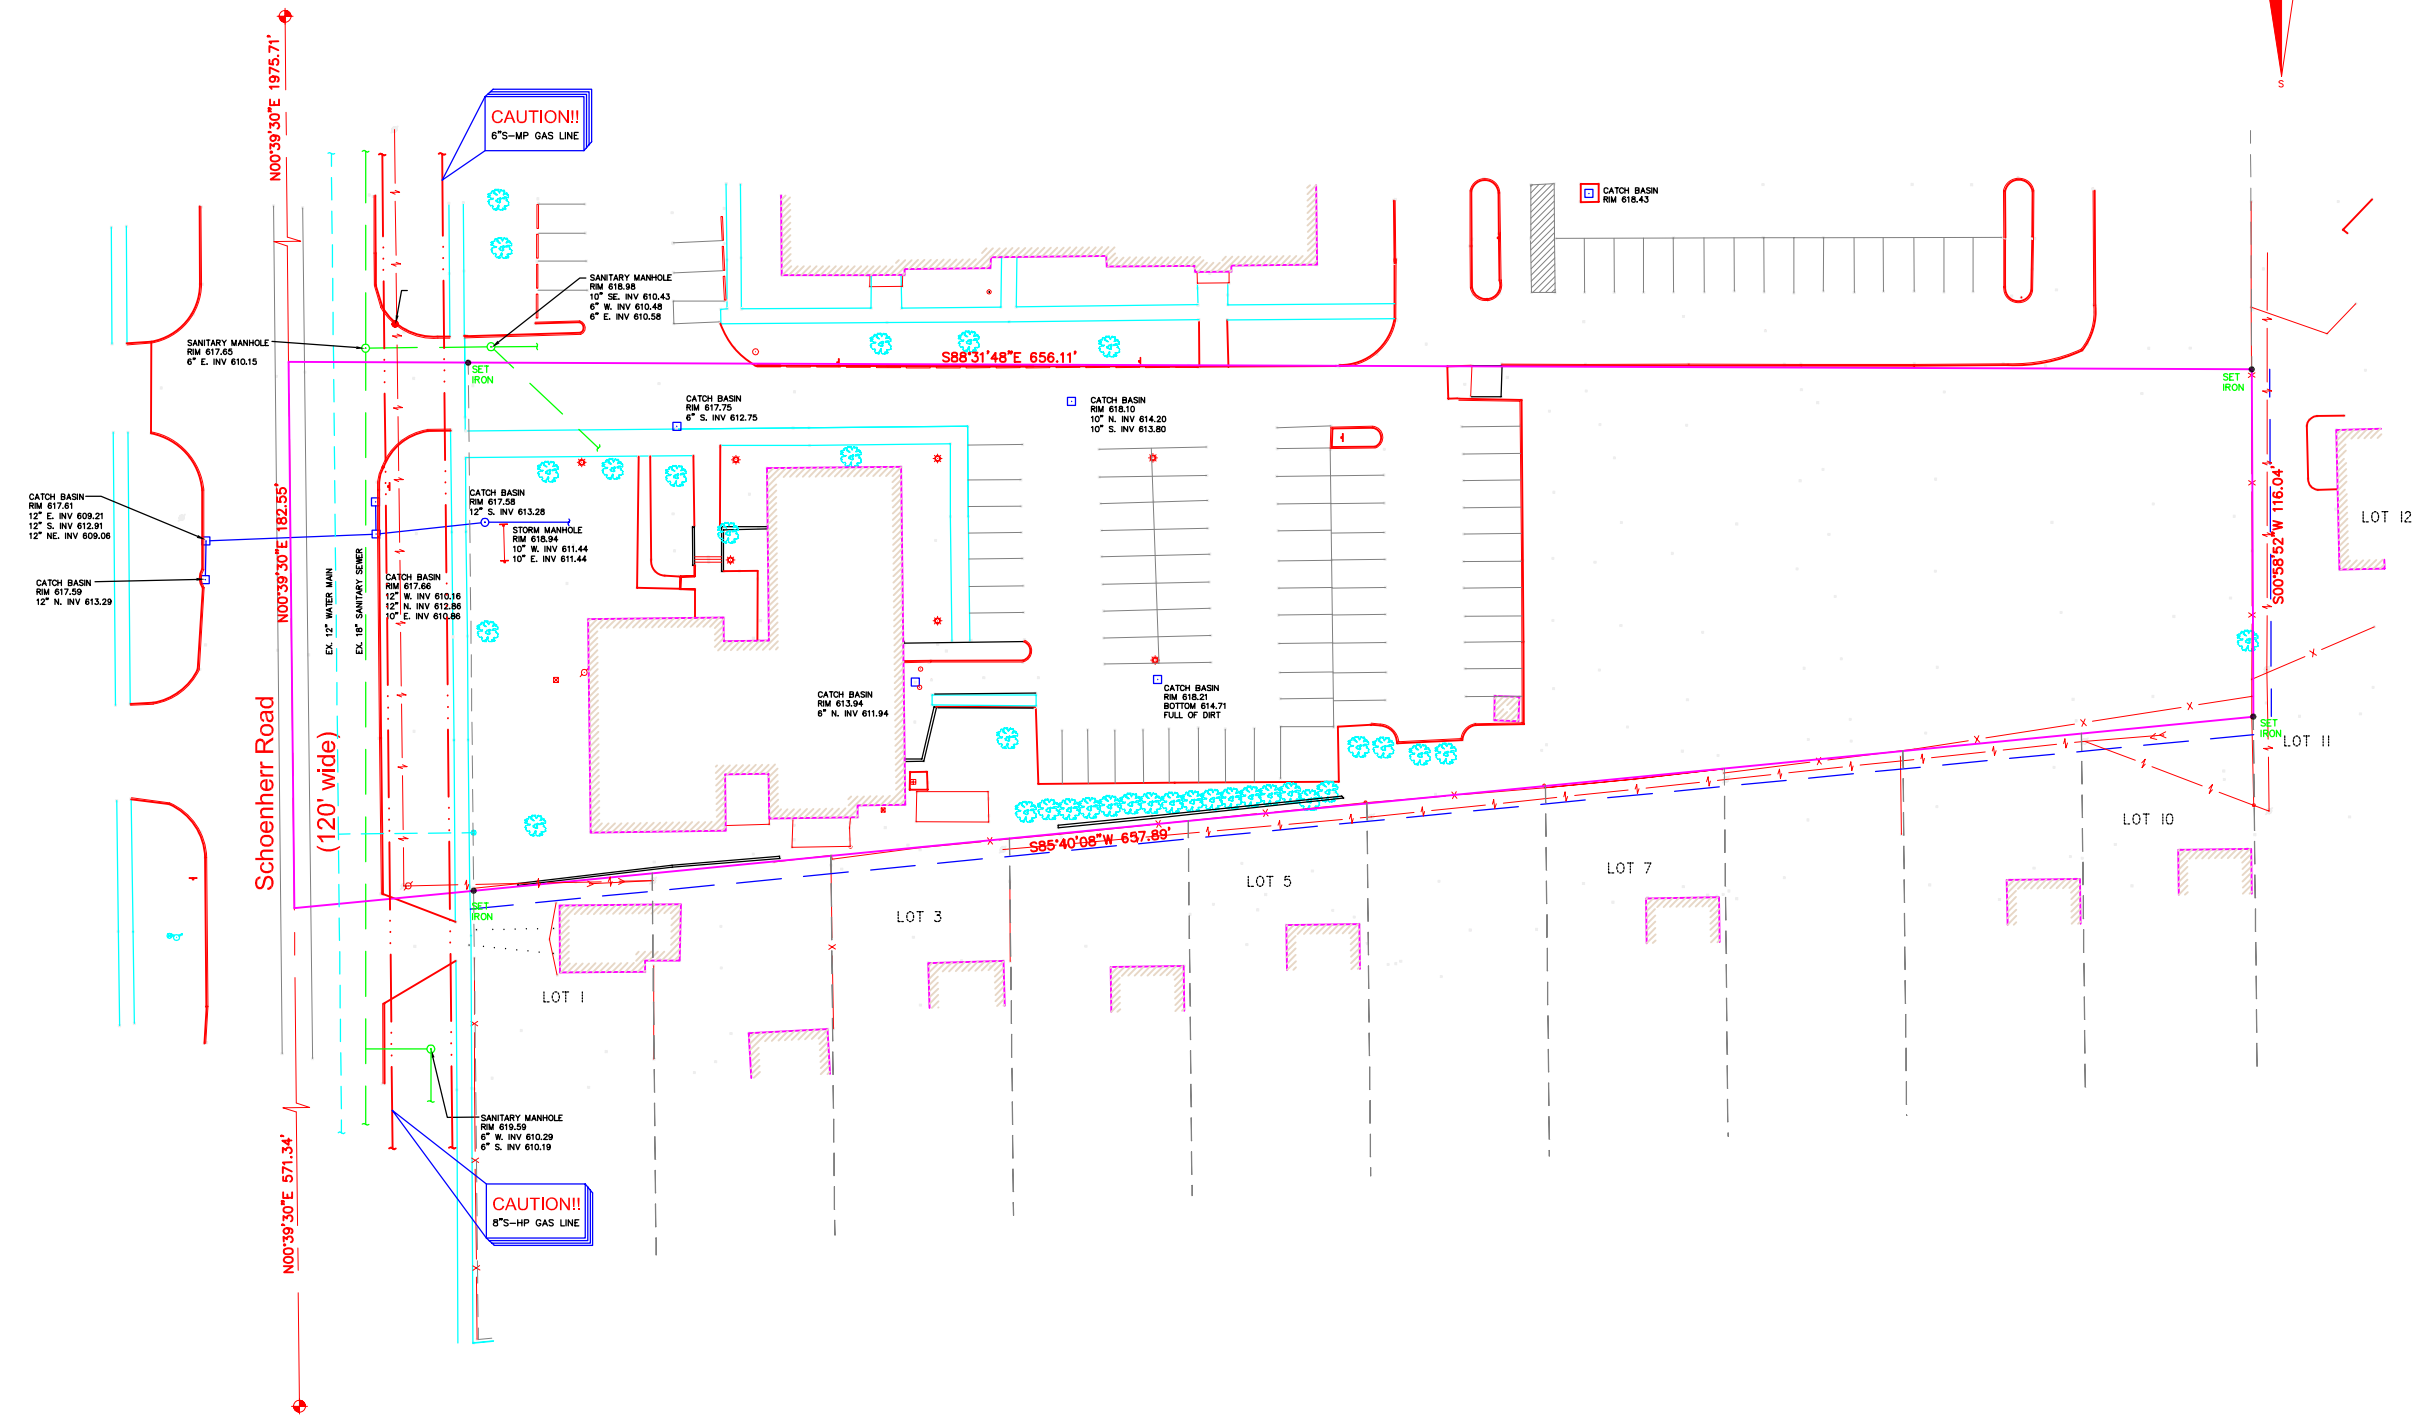 S
N00°39'30"E 1975.71'
CAUTION!!
6"S-MP GAS LINE
CATCH BASIN
RIM 618.43
SANITARY MANHOLE
RIM 618.98
10" SE. INV 610.43
6" W. INV 610.48
6" E. INV 610.58
SANITARY MANHOLE
RIM 617.65
6" E. INV 610.15
S88°31'48"E 656.11'
SET
IRON
SET
IRON
CATCH BASIN
RIM 617.75
6" S. INV 612.75
CATCH BASIN
RIM 618.10
10" N. INV 614.20
10" S. INV 613.80
CATCH BASIN
RIM 617.61
12" E. INV 609.21
12" S. INV 612.91
12" NE. INV 609.06
N00°39'30"E 182.55'
CATCH BASIN
RIM 617.58
12" S. INV 613.28
STORM MANHOLE
RIM 618.94
10" W. INV 611.44
10" E. INV 611.44
S00°58'52"W 116.04'
LOT 12
CATCH BASIN
RIM 617.59
12" N. INV 613.29
EX. 12" WATER MAIN
EX. 18" SANITARY SEWER
CATCH BASIN
RIM 617.66
12" W. INV 610.16
12" N. INV 612.86
10" E. INV 610.86
CATCH BASIN
RIM 613.94
6" N. INV 611.94
CATCH BASIN
RIM 618.21
BOTTOM 614.71
FULL OF DIRT
Schoenherr Road
(120' wide)
SET
IRON
LOT 11
LOT 10
S85°40'08"W 657.89'
LOT 7
LOT 5
LOT 3
SET
IRON
LOT 1
SANITARY MANHOLE
RIM 619.59
6" W. INV 610.29
6" S. INV 610.19
N00°39'30"E 571.34'
CAUTION!!
8"S-HP GAS LINE